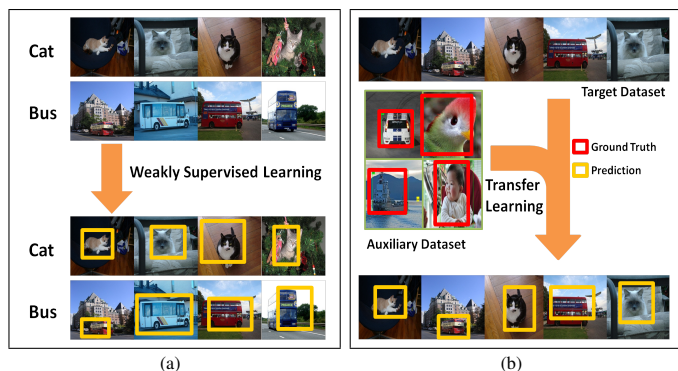 Cat
Bus
Weakly Supervised Learning
Cat
Bus
(a)
Target Dataset
Ground Truth
Prediction
Transfer
Learning
Auxiliary Dataset
(b)